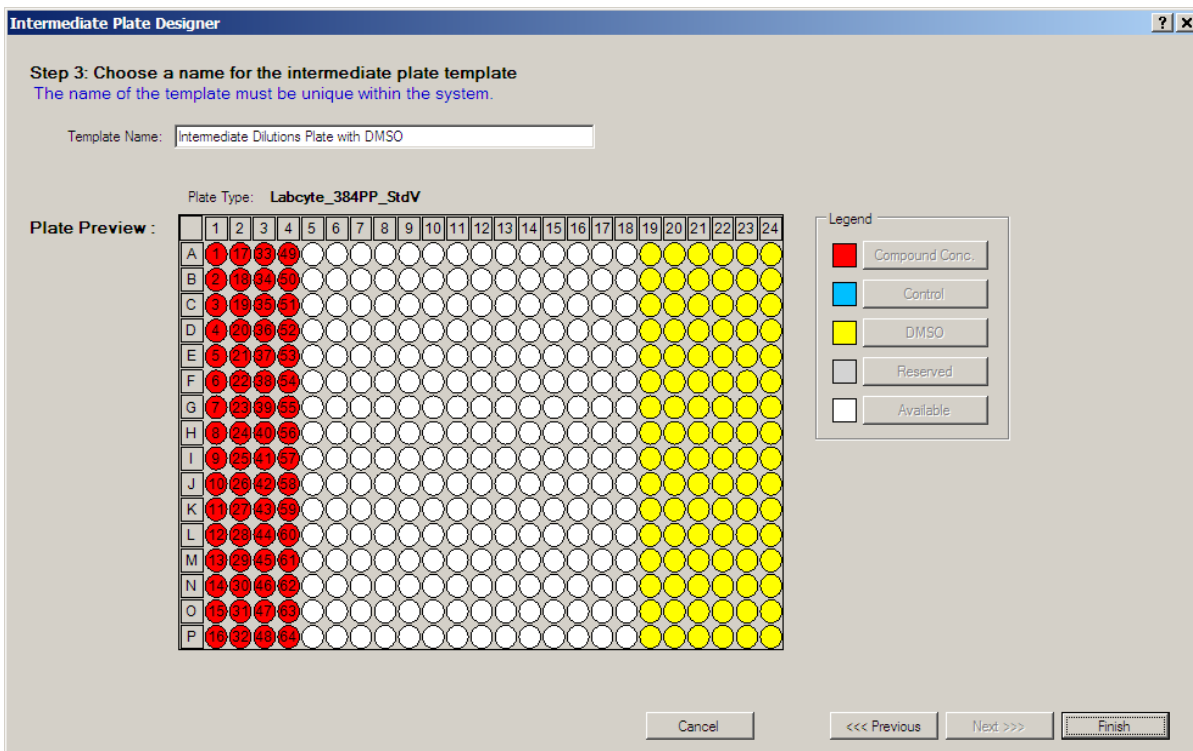 Intermediate Plate Designer
? X
Step 3: Choose a name for the intermediate plate template
The name of the template must be unique within the system.
Template Name: Intermediate Dilutions Plate with DMSO
Plate Type: Labcyte_384PP_StdV
Plate Preview :
1 2 3 4 5 6 7 8 9 10 11 12 13 14 15 16 17 18 19 20 21 22 23 24
A 1 17 33 49
B 2 18 34 50
C 3 19 35 51
D 4 20 36 52
E 5 21 37 53
F 6 22 38 54
G 7 23 39 55
H 8 24 40 56
I 9 25 41 57
J 10 26 42 58
K 11 27 43 59
L 12 28 44 60
M 13 29 45 61
N 14 30 46 62
O 15 31 47 63
P 16 32 48 64
Legend
Compound Conc.
Control
DMSO
Reserved
Available
Cancel <<< Previous Next >>> Finish